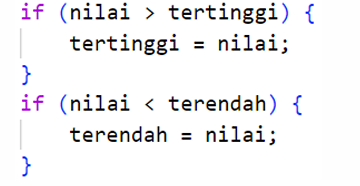 if (nilai > tertinggi) {
    tertinggi = nilai;
}
if (nilai < terendah) {
    terendah = nilai;
}